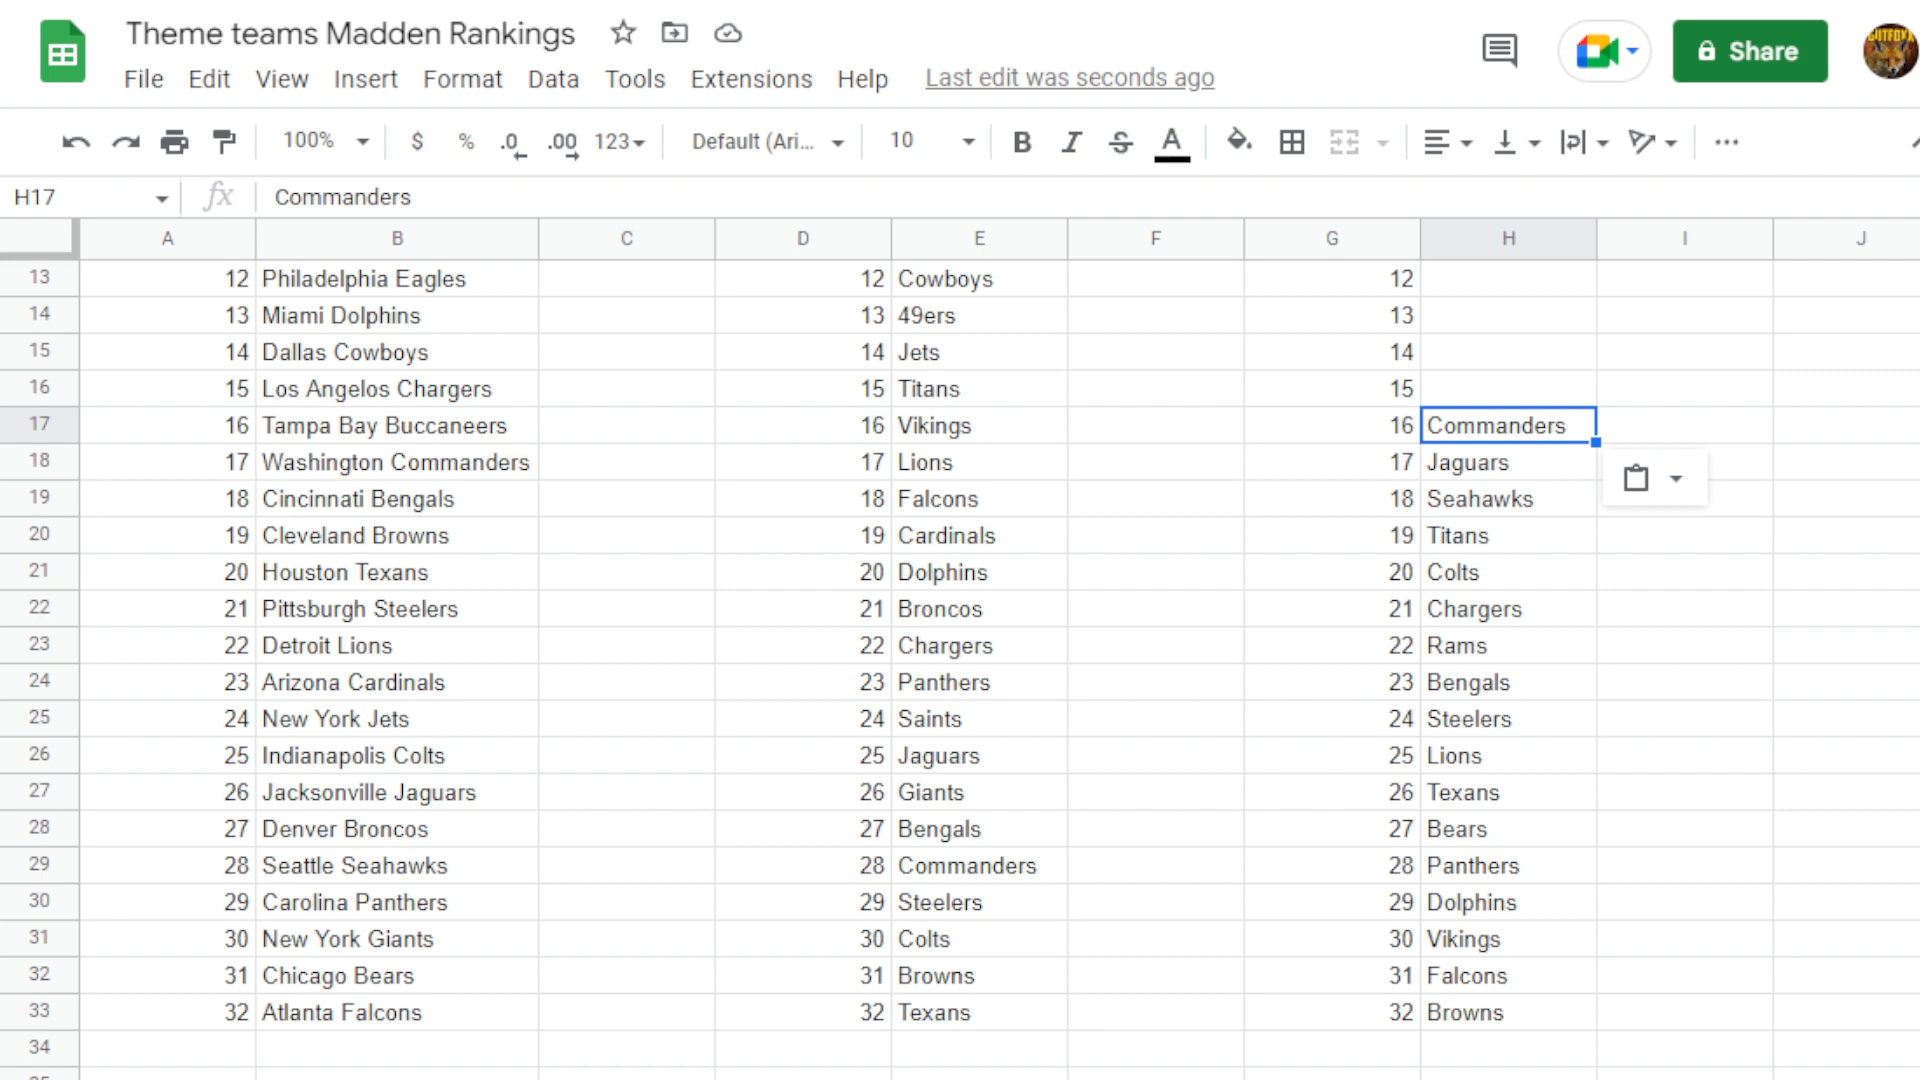 Theme teams Madden Rankings
File Edit View Insert Format Data Tools Extensions Help Last edit was seconds ago
Share
100% $ % .0 .00 123 Default (Ari... 10 B I S A ...
H17 fx Commanders
A B C D E F G H I J
13 12 Philadelphia Eagles 12 Cowboys 12
14 13 Miami Dolphins 13 49ers 13
15 14 Dallas Cowboys 14 Jets 14
16 15 Los Angelos Chargers 15 Titans 15
17 16 Tampa Bay Buccaneers 16 Vikings 16 Commanders
18 17 Washington Commanders 17 Lions 17 Jaguars
19 18 Cincinnati Bengals 18 Falcons 18 Seahawks
20 19 Cleveland Browns 19 Cardinals 19 Titans
21 20 Houston Texans 20 Dolphins 20 Colts
22 21 Pittsburgh Steelers 21 Broncos 21 Chargers
23 22 Detroit Lions 22 Chargers 22 Rams
24 23 Arizona Cardinals 23 Panthers 23 Bengals
25 24 New York Jets 24 Saints 24 Steelers
26 25 Indianapolis Colts 25 Jaguars 25 Lions
27 26 Jacksonville Jaguars 26 Giants 26 Texans
28 27 Denver Broncos 27 Bengals 27 Bears
29 28 Seattle Seahawks 28 Commanders 28 Panthers
30 29 Carolina Panthers 29 Steelers 29 Dolphins
31 30 New York Giants 30 Colts 30 Vikings
32 31 Chicago Bears 31 Browns 31 Falcons
33 32 Atlanta Falcons 32 Texans 32 Browns
34